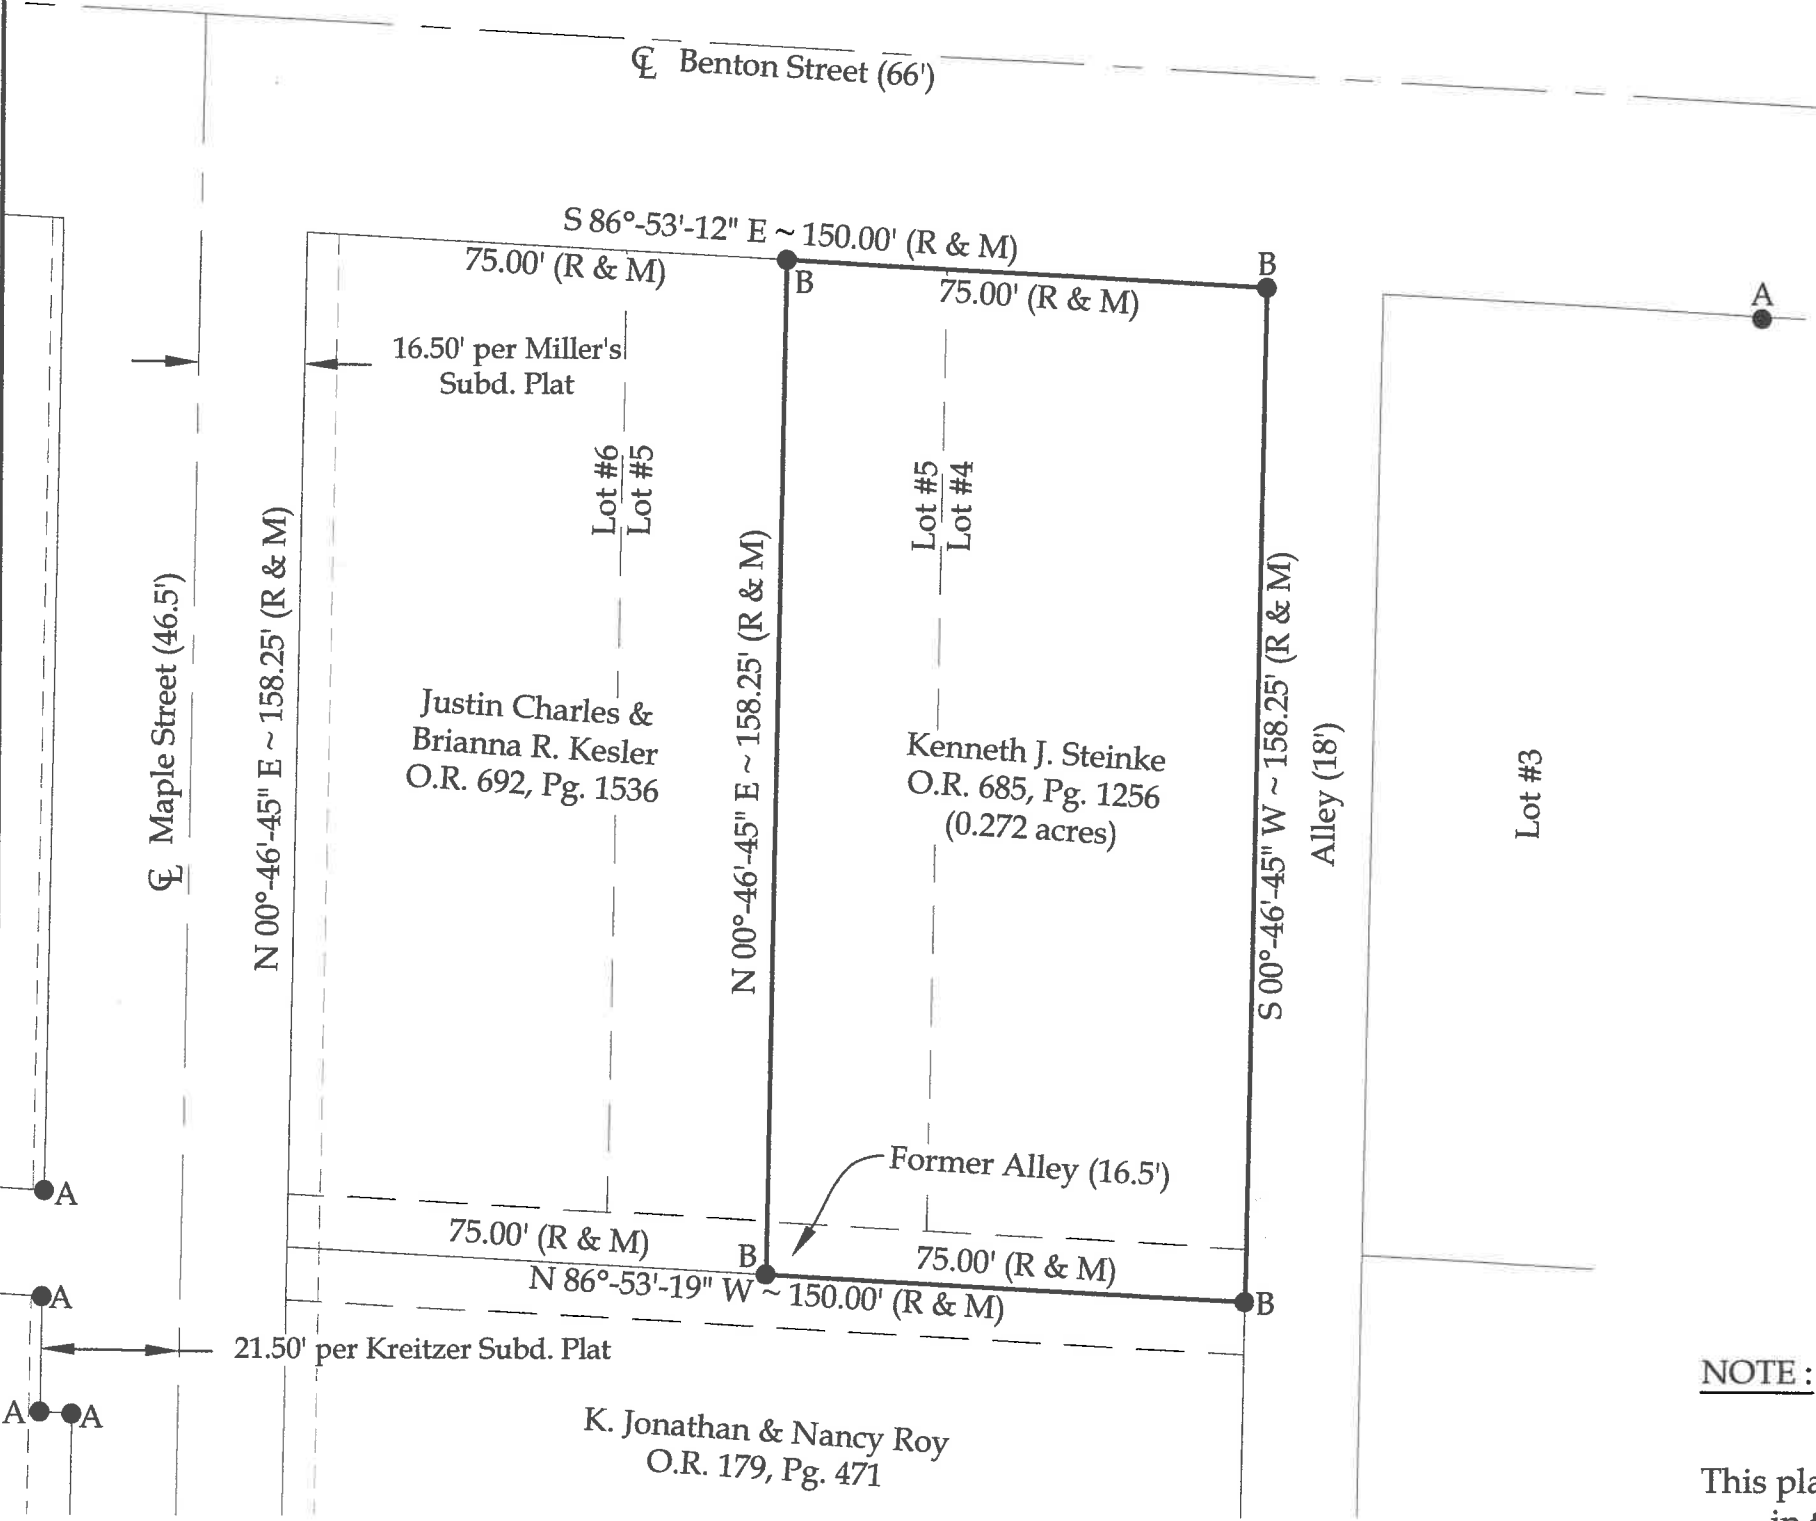 ℄ Benton Street (66')
S 86°-53'-12" E ~ 150.00' (R & M)
75.00' (R & M)
B
75.00' (R & M)
B
A
16.50' per Miller's
Subd. Plat
Lot #6
Lot #5
Lot #5
Lot #4
℄ Maple Street (46.5')
N 00°-46'-45" E ~ 158.25' (R & M)
N 00°-46'-45" E ~ 158.25' (R & M)
S 00°-46'-45" W ~ 158.25' (R & M)
Alley (18')
Lot #3
Justin Charles &
Brianna R. Kesler
O.R. 692, Pg. 1536
Kenneth J. Steinke
O.R. 685, Pg. 1256
(0.272 acres)
Former Alley (16.5')
A
75.00' (R & M)
B
75.00' (R & M)
N 86°-53'-19" W ~ 150.00' (R & M)
B
A
21.50' per Kreitzer Subd. Plat
A
A
K. Jonathan & Nancy Roy
O.R. 179, Pg. 471
NOTE :
This pla